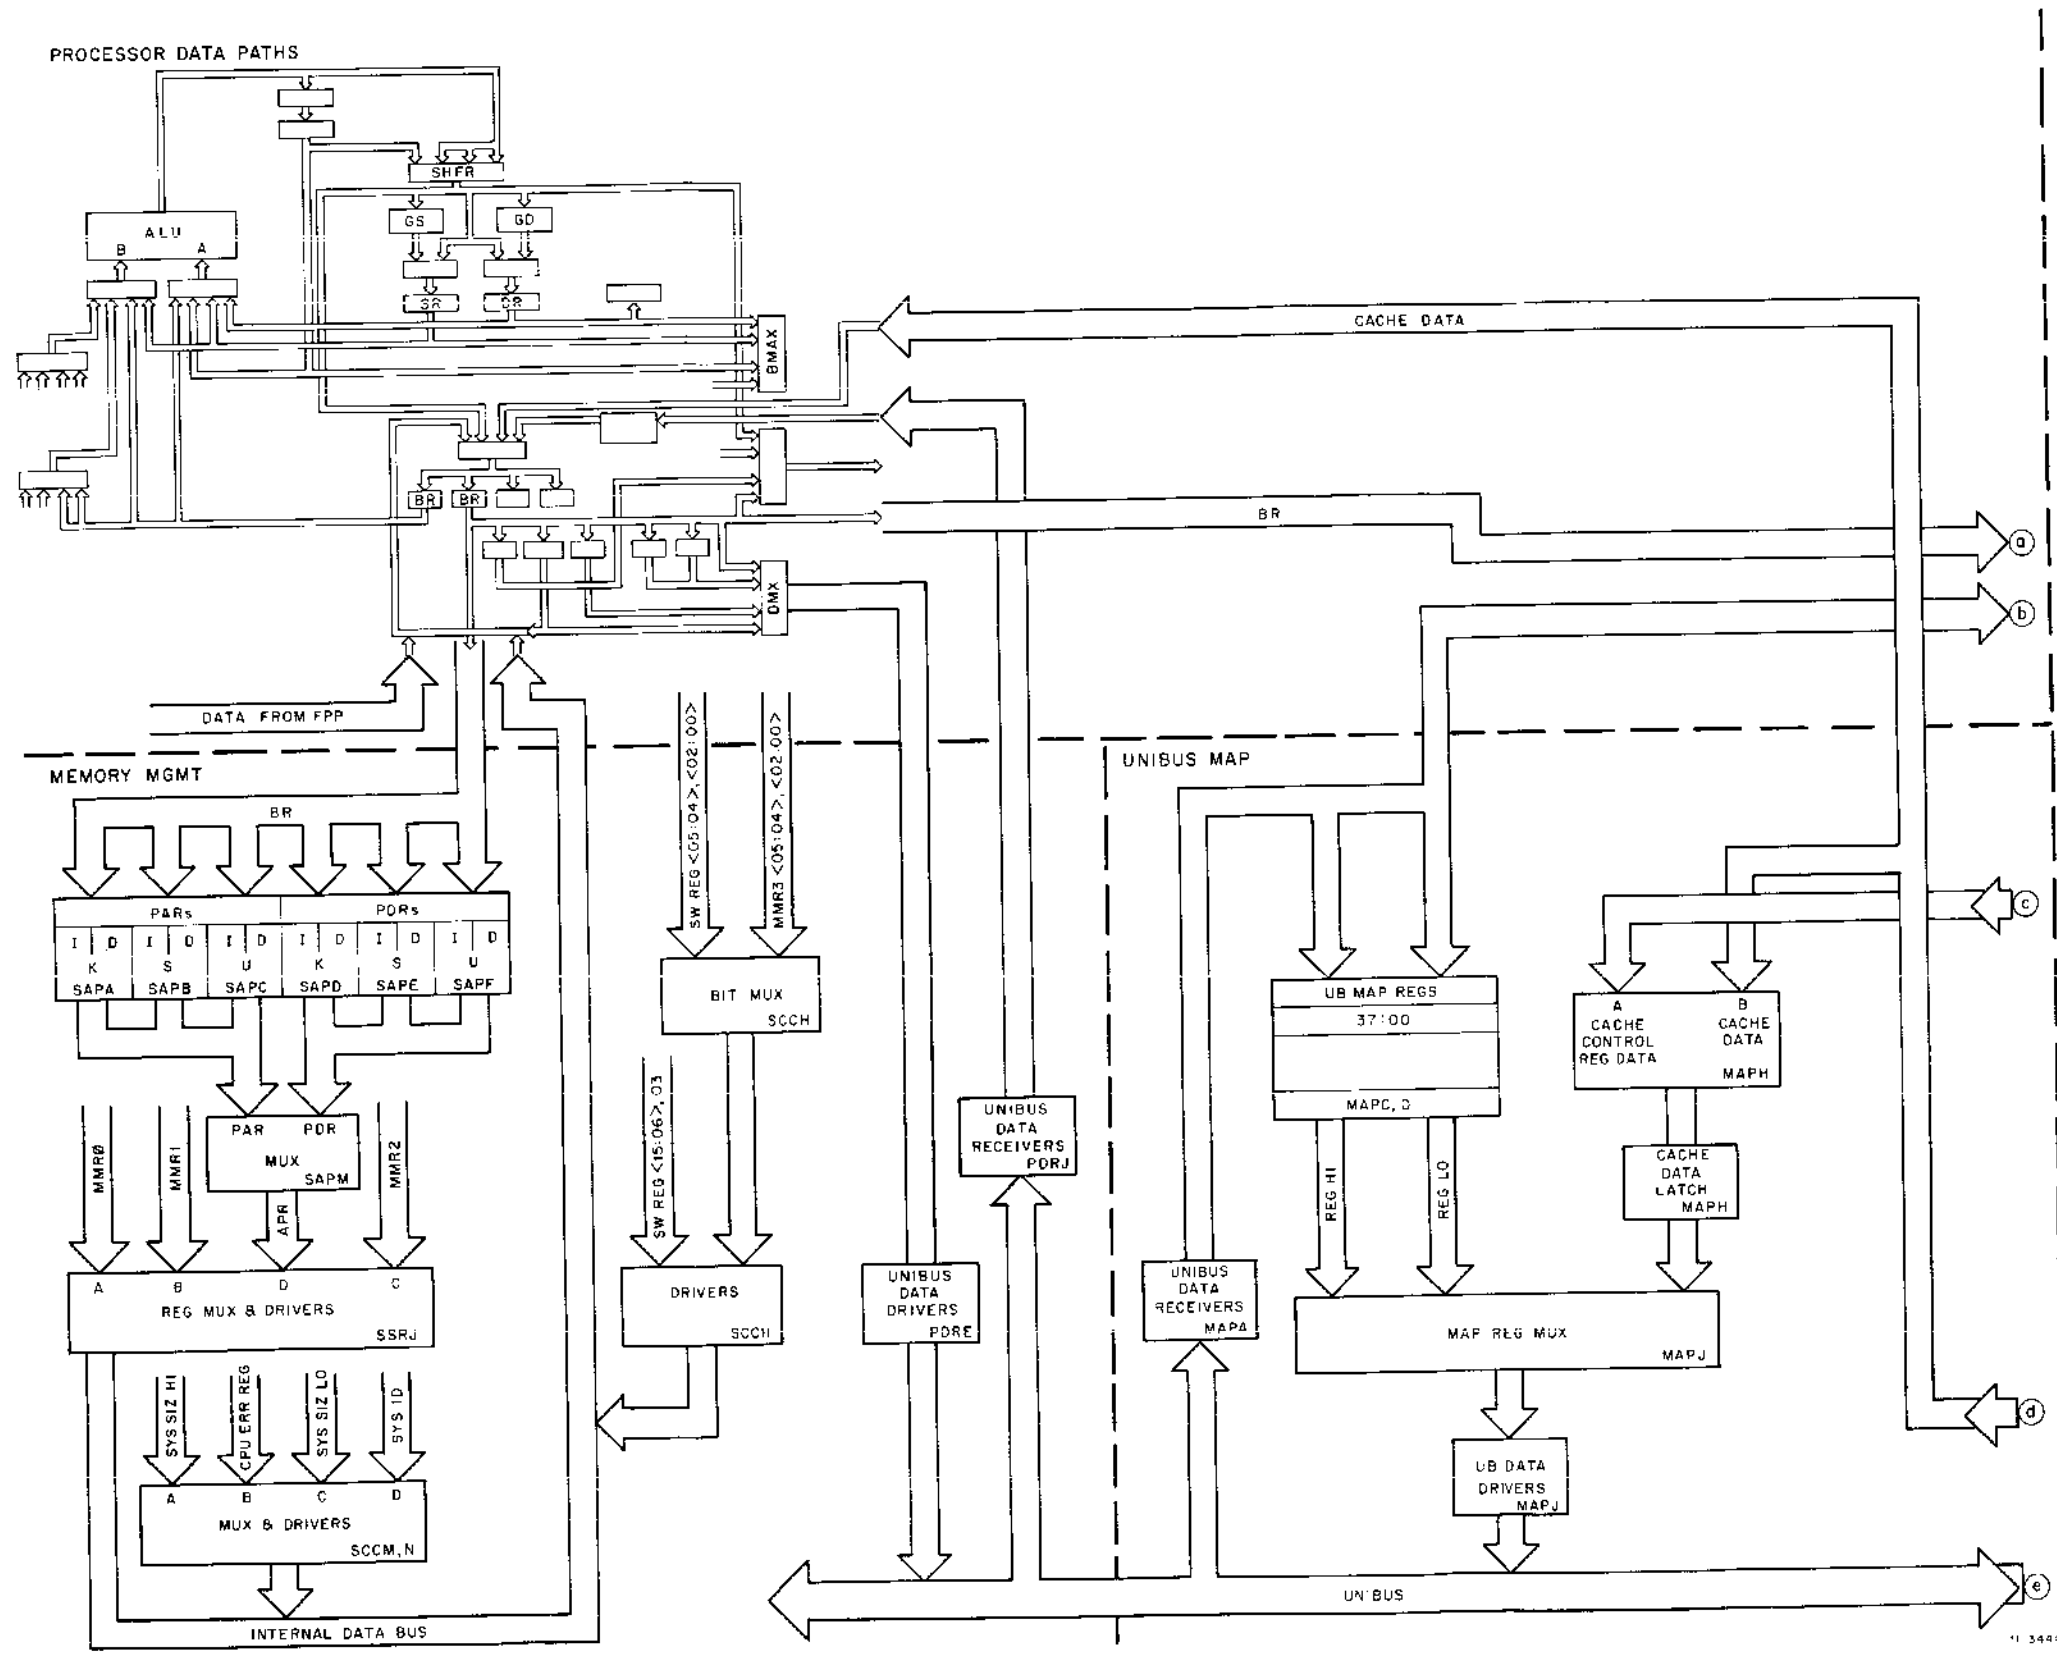 PROCESSOR DATA PATHS
SHFR
GS
GD
ALU
B A
SR
DR
BMAX
CACHE DATA
BR
BR
BR
a
DMX
b
DATA FROM FPP
MEMORY MGMT
UNIBUS MAP
SW REG <05:04>,<02:00>
MMR3 <05:04>,<02:00>
BR
PARs PDRs
I D I D I D I D I D I D
K S U K S U
SAPA SAPB SAPC SAPD SAPE SAPF
c
BIT MUX
SCCH
UB MAP REGS
37:00
MAPC, D
A B
CACHE CONTROL REG DATA
CACHE DATA
MAPH
PAR PDR
MUX
SAPM
MMRØ
MMR1
APR
MMR2
SW REG <15:06>,03
UNIBUS
DATA
RECEIVERS
PDRJ
REG HI
REG LO
CACHE
DATA
LATCH
MAPH
A B D C
REG MUX & DRIVERS
SSRJ
DRIVERS
SCCH
UNIBUS
DATA
DRIVERS
PDRE
UNIBUS
DATA
RECEIVERS
MAPA
MAP REG MUX
MAPJ
SYS SIZ HI
CPU ERR REG
SYS SIZ LO
SYS ID
d
A B C D
MUX & DRIVERS
SCCM, N
UB DATA
DRIVERS
MAPJ
UNIBUS
e
INTERNAL DATA BUS